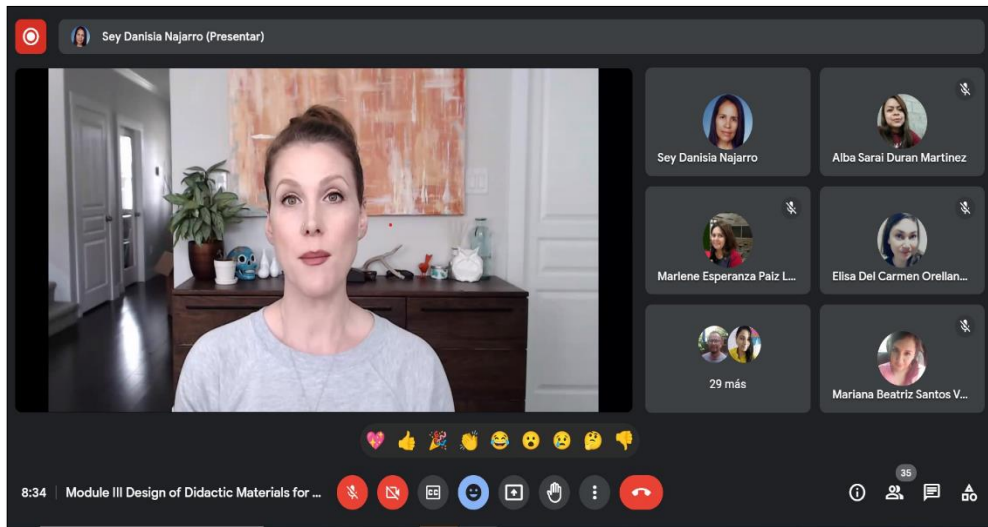 Sey Danisia Najarro (Presentar)
Sey Danisia Najarro
Alba Sarai Duran Martinez
Marlene Esperanza Paiz L...
Elisa Del Carmen Orellan...
29 más
Mariana Beatriz Santos V...
8:34 | Module III Design of Didactic Materials for ...
CC
35